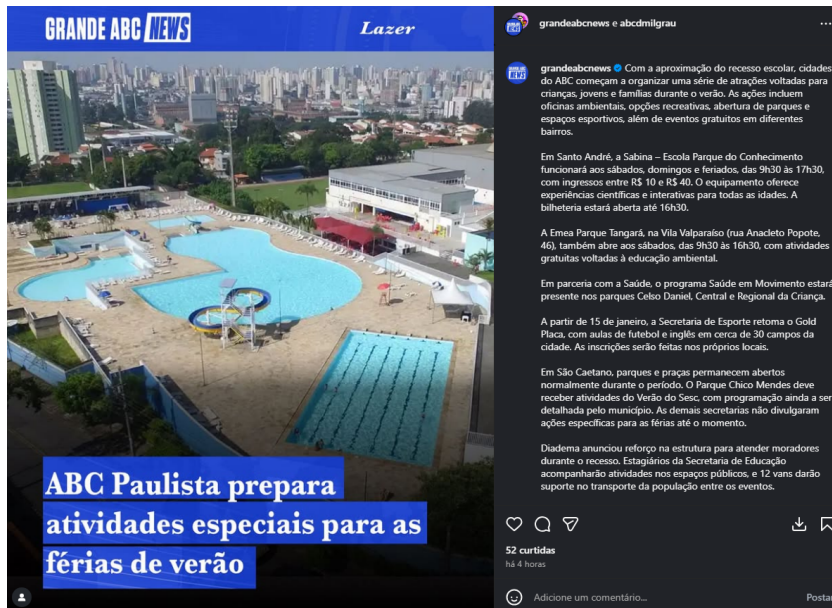 GRANDE ABC NEWS
Lazer
ABC Paulista prepara
atividades especiais para as
férias de verão
grandeabcnews e abcdmilgrau
grandeabcnews Com a aproximação do recesso escolar, cidades
do ABC começam a organizar uma série de atrações voltadas para
crianças, jovens e famílias durante o verão. As ações incluem
oficinas ambientais, opções recreativas, abertura de parques e
espaços esportivos, além de eventos gratuitos em diferentes
bairros.
Em Santo André, a Sabina – Escola Parque do Conhecimento
funcionará aos sábados, domingos e feriados, das 9h30 às 17h30,
com ingressos entre R$ 10 e R$ 40. O equipamento oferece
experiências científicas e interativas para todas as idades. A
bilheteria estará aberta até 16h30.
A Emea Parque Tangará, na Vila Valparaíso (rua Anacleto Popote,
46), também abre aos sábados, das 9h30 às 16h30, com atividades
gratuitas voltadas à educação ambiental.
Em parceria com a Saúde, o programa Saúde em Movimento estará
presente nos parques Celso Daniel, Central e Regional da Criança.
A partir de 15 de janeiro, a Secretaria de Esporte retoma o Gold
Placa, com aulas de futebol e inglês em cerca de 30 campos da
cidade. As inscrições serão feitas nos próprios locais.
Em São Caetano, parques e praças permanecem abertos
normalmente durante o período. O Parque Chico Mendes deve
receber atividades do Verão do Sesc, com programação ainda a ser
detalhada pelo município. As demais secretarias não divulgaram
ações específicas para as férias até o momento.
Diadema anunciou reforço na estrutura para atender moradores
durante o recesso. Estagiários da Secretaria de Educação
acompanharão atividades nos espaços públicos, e 12 vans darão
suporte no transporte da população entre os eventos.
52 curtidas
há 4 horas
Adicione um comentário...
Postar